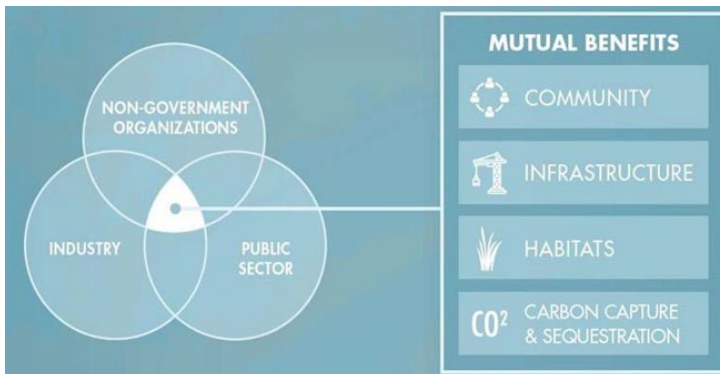 NON-GOVERNMENT
ORGANIZATIONS
INDUSTRY
PUBLIC
SECTOR
MUTUAL BENEFITS
COMMUNITY
INFRASTRUCTURE
HABITATS
CO² CARBON CAPTURE
& SEQUESTRATION